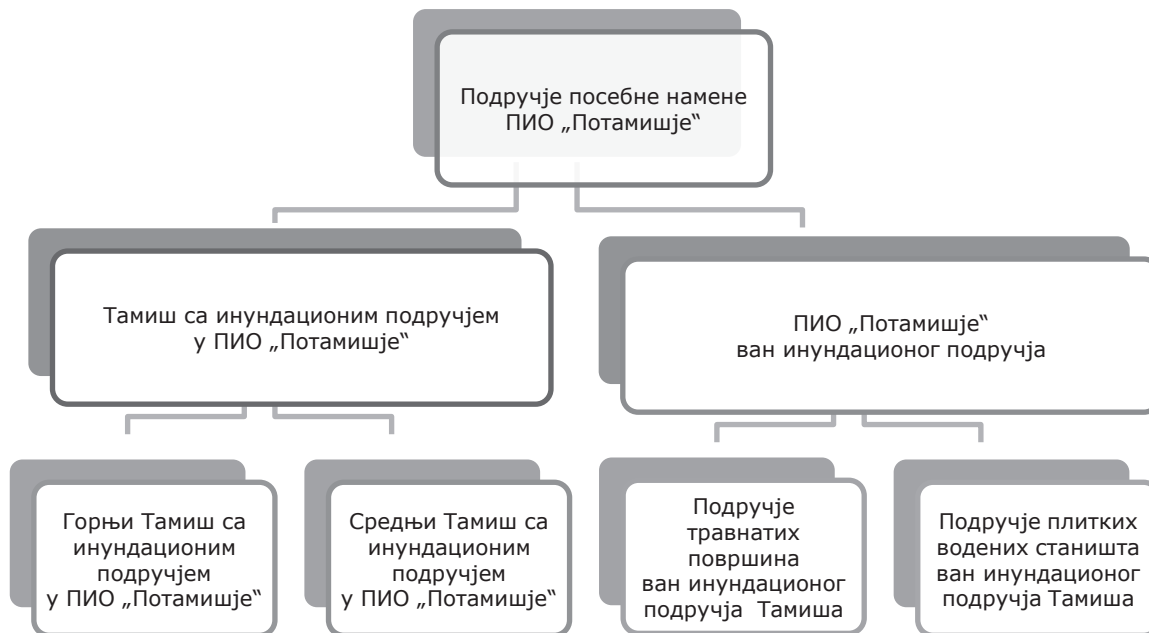 Подручје посебне намене
ПИО „Потамишје“
Тамиш са инундационим подручјем
у ПИО „Потамишје“
ПИО „Потамишје“
ван инундационог подручја
Горњи Тамиш са
инундационим
подручјем
у ПИО „Потамишје“
Средњи Тамиш са
инундационим
подручјем
у ПИО „Потамишје“
Подручје
травнатих
површина
ван инундационог
подручја Тамиша
Подручје плитких
водених станишта
ван инундационог
подручја Тамиша